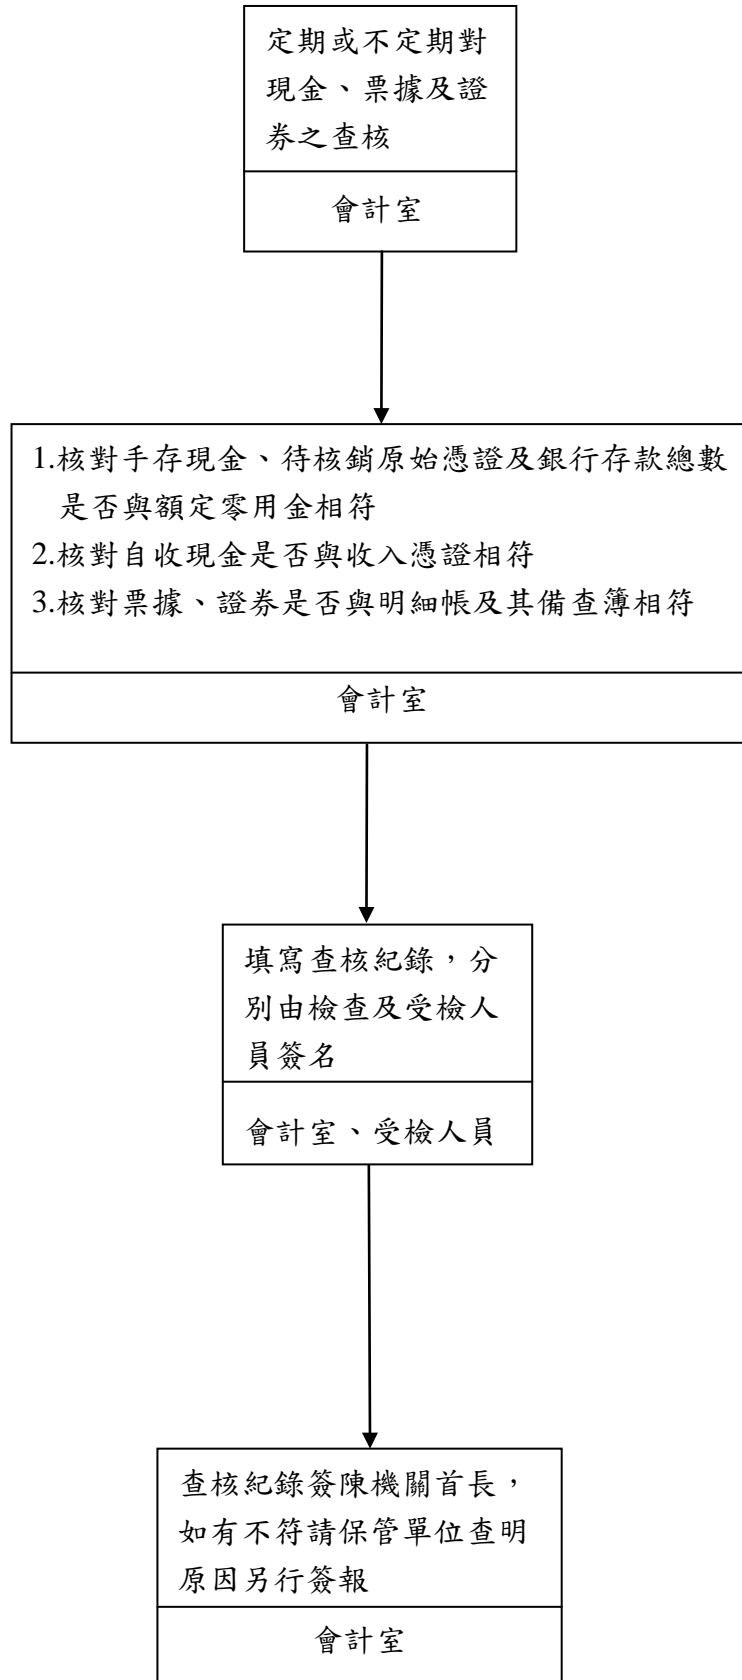 定期或不定期對
現金、票據及證
券之查核
會計室
1.核對手存現金、待核銷原始憑證及銀行存款總數
是否與額定零用金相符
2.核對自收現金是否與收入憑證相符
3.核對票據、證券是否與明細帳及其備查簿相符
會計室
填寫查核紀錄，分
別由檢查及受檢人
員簽名
會計室、受檢人員
查核紀錄簽陳機關首長，
如有不符請保管單位查明
原因另行簽報
會計室